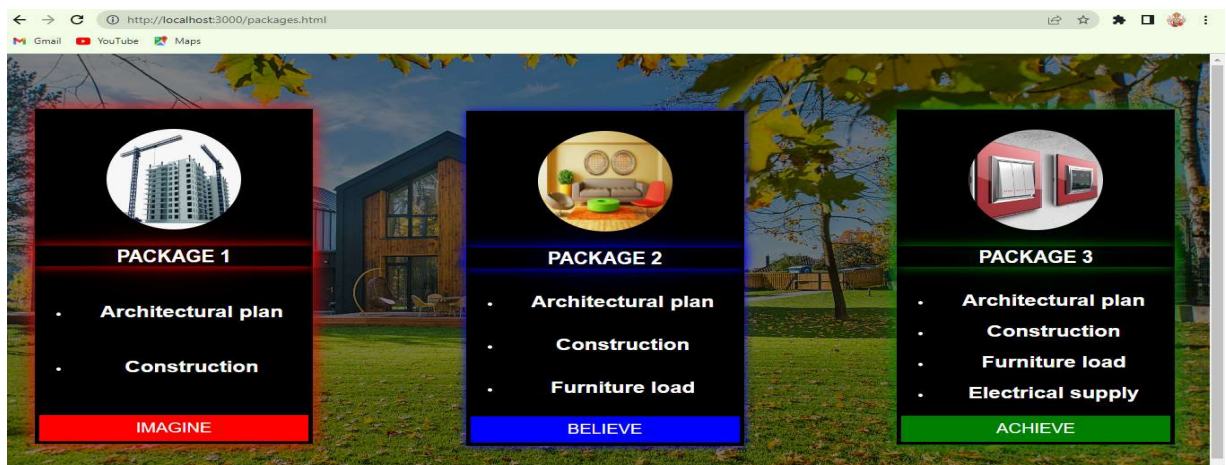 http://localhost:3000/packages.html
Gmail YouTube Maps
PACKAGE 1
• Architectural plan
• Construction
IMAGINE
PACKAGE 2
• Architectural plan
• Construction
• Furniture load
BELIEVE
PACKAGE 3
• Architectural plan
• Construction
• Furniture load
• Electrical supply
ACHIEVE